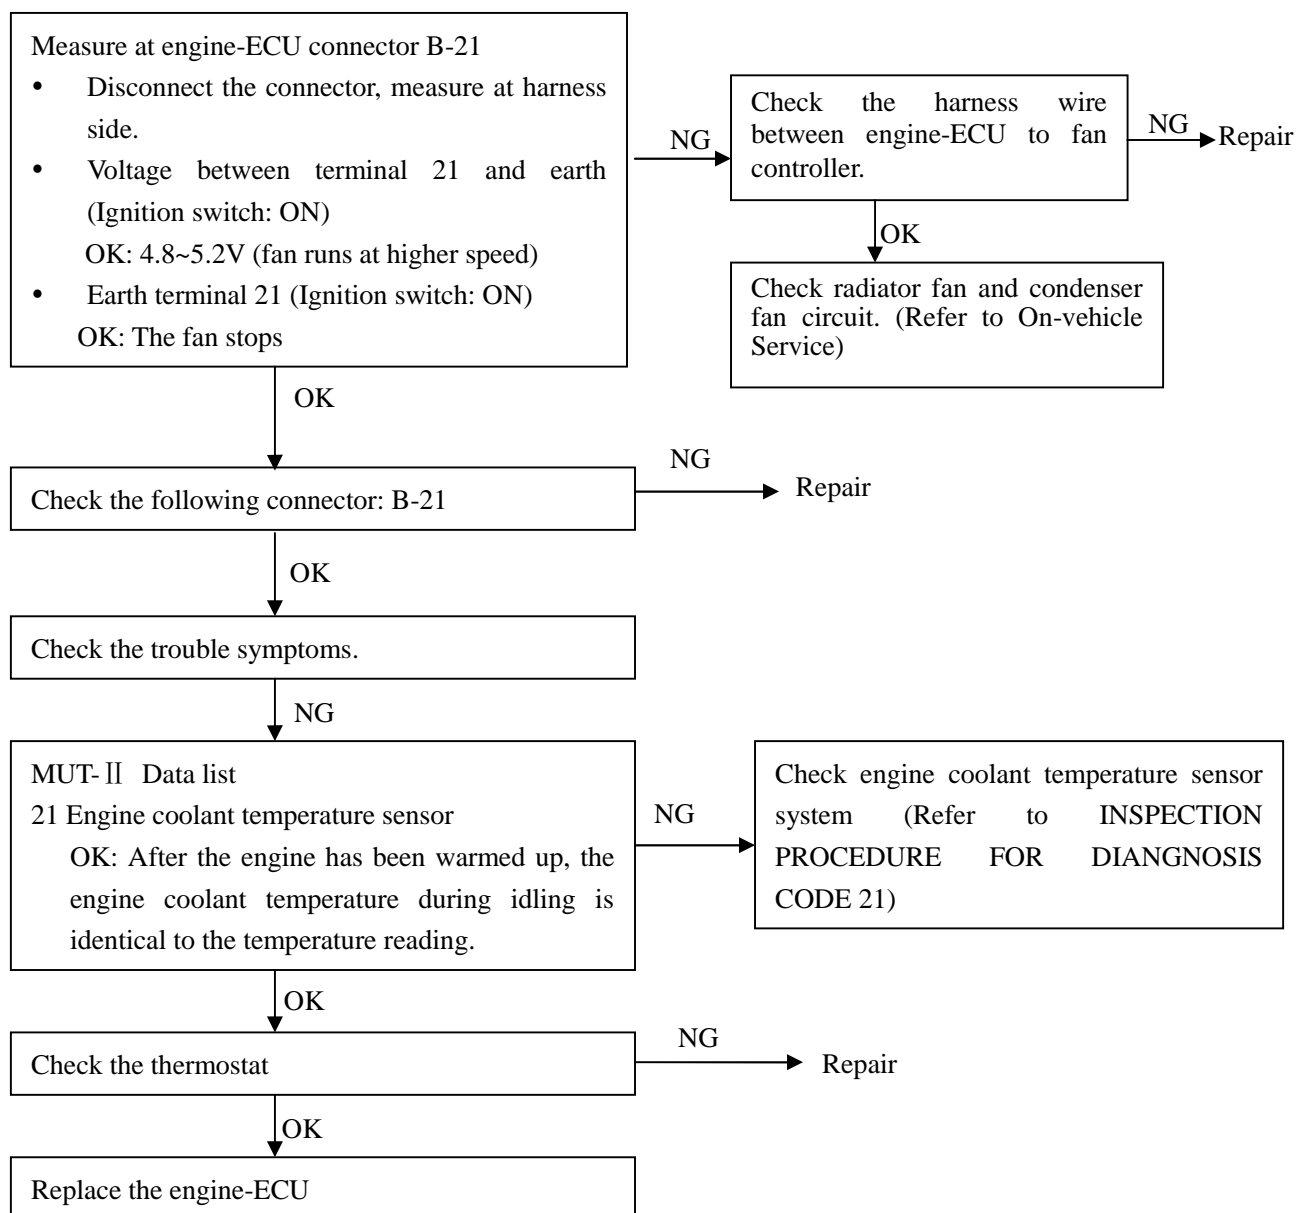 Measure at engine-ECU connector B-21
• Disconnect the connector, measure at harness
side.
• Voltage between terminal 21 and earth
(Ignition switch: ON)
OK: 4.8~5.2V (fan runs at higher speed)
• Earth terminal 21 (Ignition switch: ON)
OK: The fan stops
NG
Check the harness wire
between engine-ECU to fan
controller.
NG
Repair
OK
Check radiator fan and condenser
fan circuit. (Refer to On-vehicle
Service)
OK
Check the following connector: B-21
NG
Repair
OK
Check the trouble symptoms.
NG
MUT-Ⅱ Data list
21 Engine coolant temperature sensor
OK: After the engine has been warmed up, the
engine coolant temperature during idling is
identical to the temperature reading.
NG
Check engine coolant temperature sensor
system (Refer to INSPECTION
PROCEDURE FOR DIANGNOSIS
CODE 21)
OK
Check the thermostat
NG
Repair
OK
Replace the engine-ECU